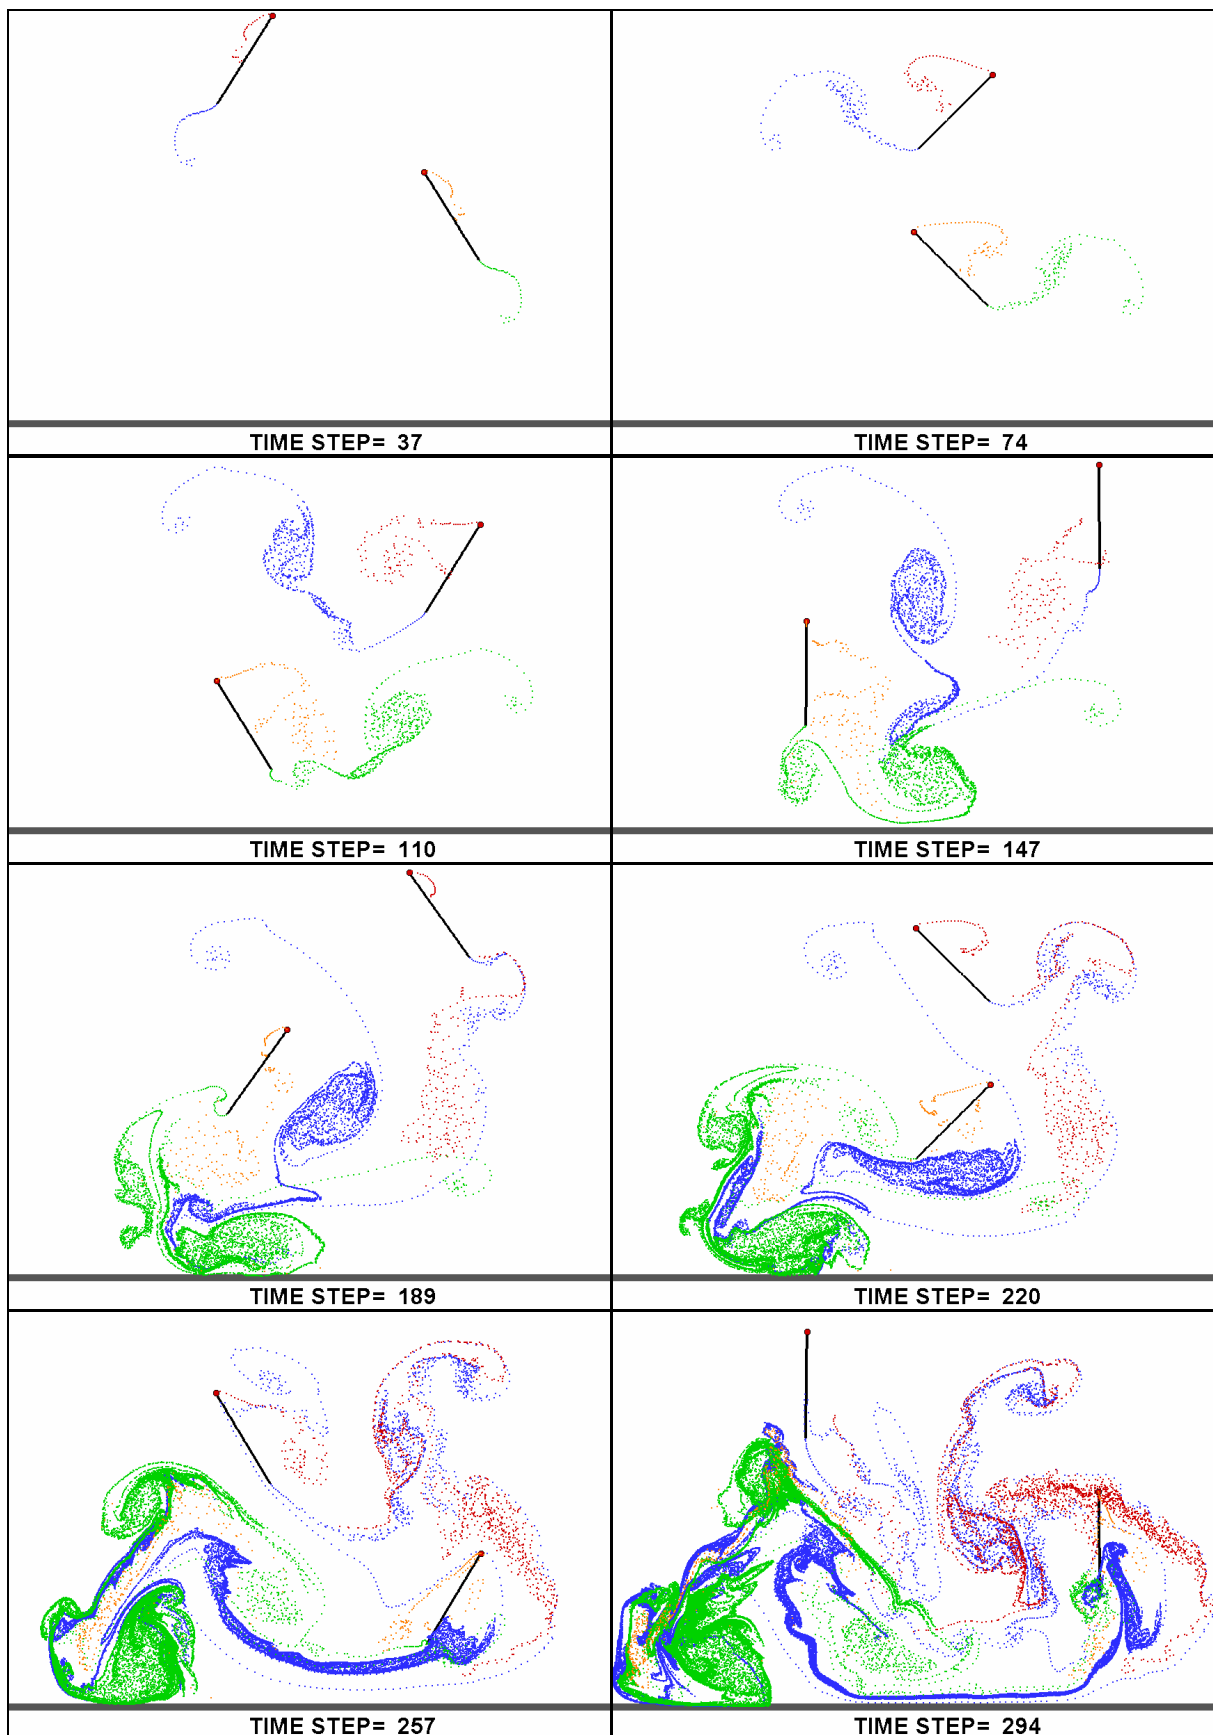 TIME STEP= 37
TIME STEP= 74
TIME STEP= 110
TIME STEP= 147
TIME STEP= 189
TIME STEP= 220
TIME STEP= 257
TIME STEP= 294